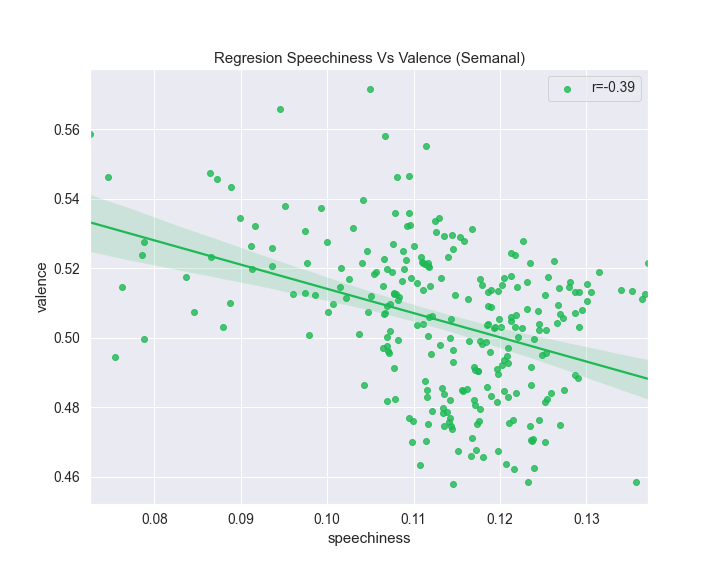 Regresion Speechiness Vs Valence (Semanal)
r=-0.39
0.56
0.54
0.52
0.50
0.48
0.46
valence
0.08 0.09 0.10 0.11 0.12 0.13
speechiness